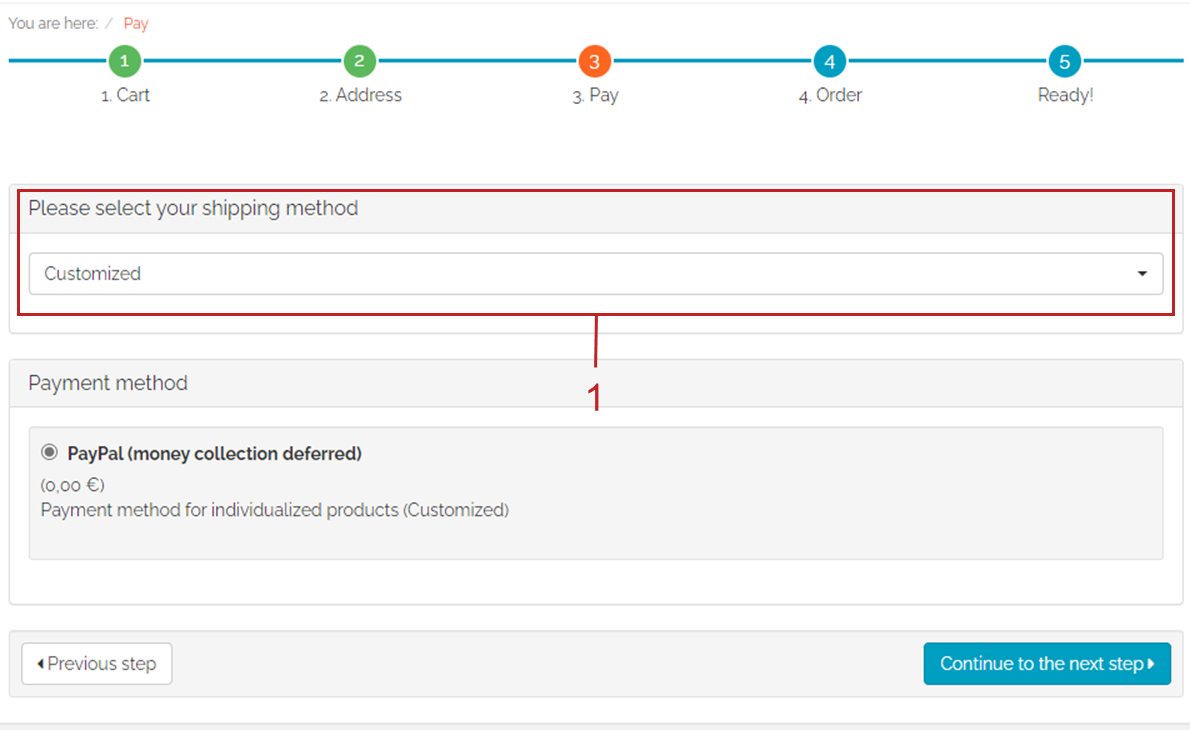 You are here: / Pay
1 2 3 4 5
1. Cart 2. Address 3. Pay 4. Order Ready!
Please select your shipping method
Customized
1
Payment method
PayPal (money collection deferred)
(0,00 €)
Payment method for individualized products (Customized)
Previous step Continue to the next step